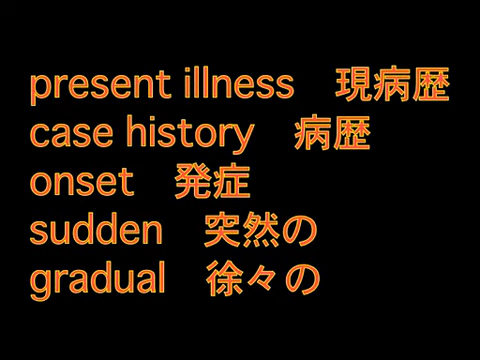 present illness　現病歴
case history　病歴
onset　発症
sudden　突然の
gradual　徐々の